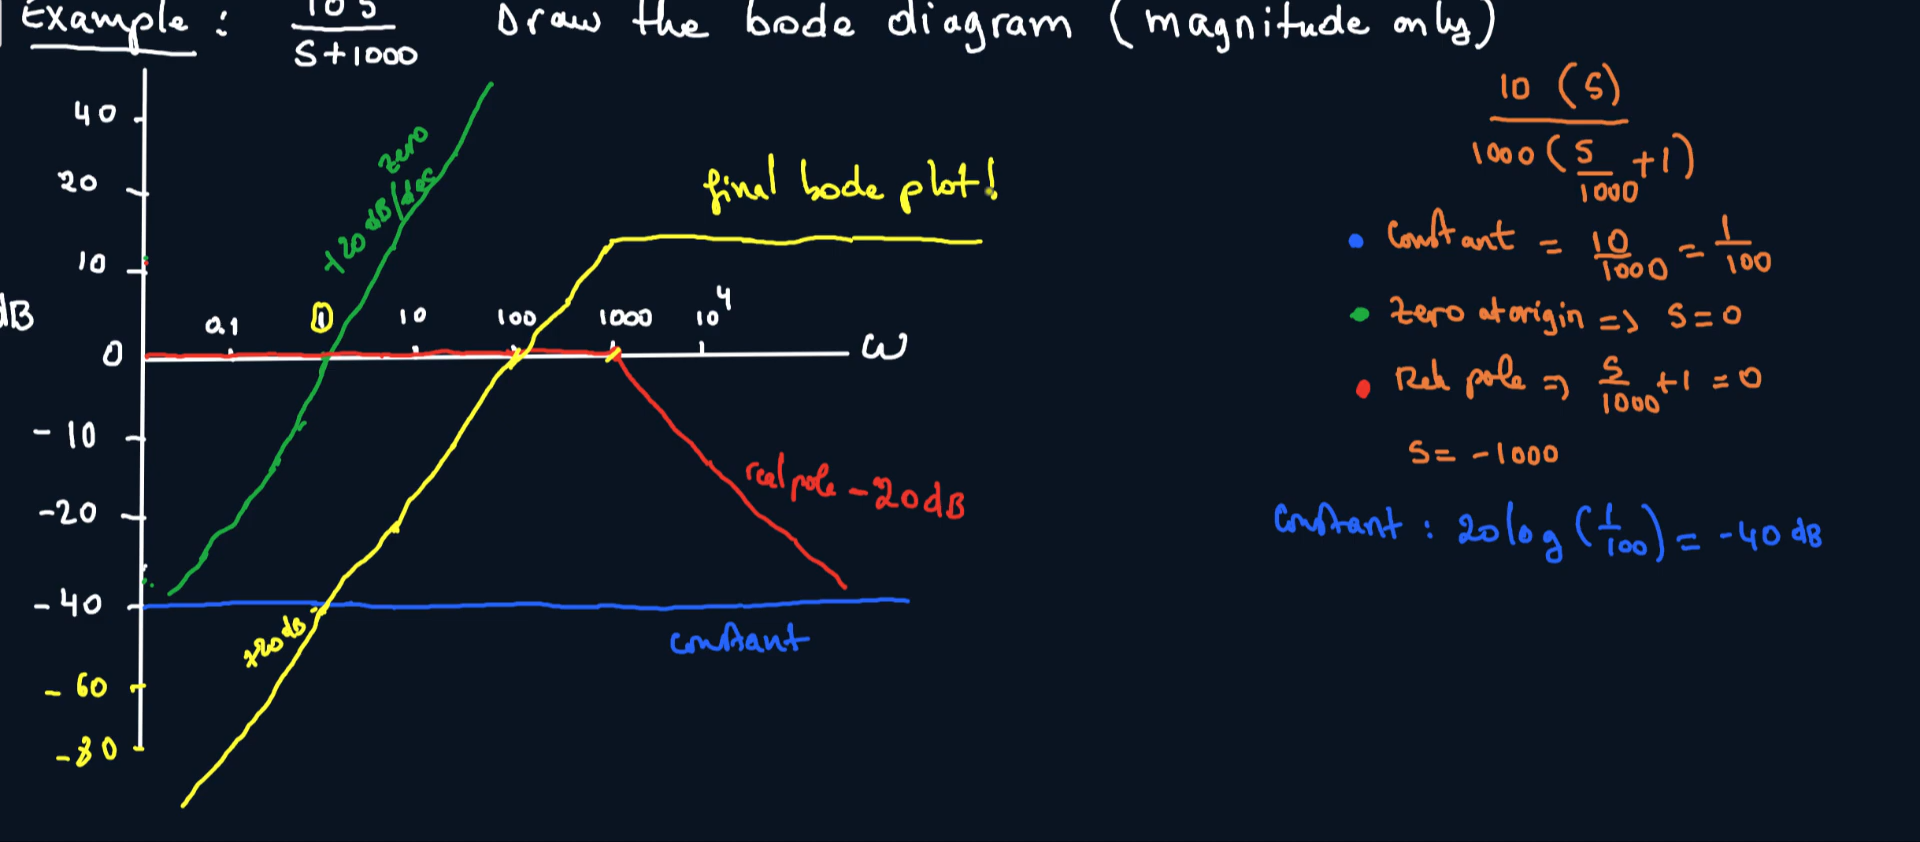 Example : 10 S / S+1000 Draw the bode diagram (magnitude only)
40
20
10
dB
0
-10
-20
-40
-60
-80
0.1 1 10 100 1000 10^4 ω
zero
+20 dB/dec
final bode plot!
real pole -20dB
constant
+20dB
10 (S) / 1000 (S/1000 +1)
• Constant = 10/1000 = 1/100
• Zero at origin => S=0
• Real pole => S/1000 +1 = 0
S= -1000
Constant : 20log (1/100) = -40 dB